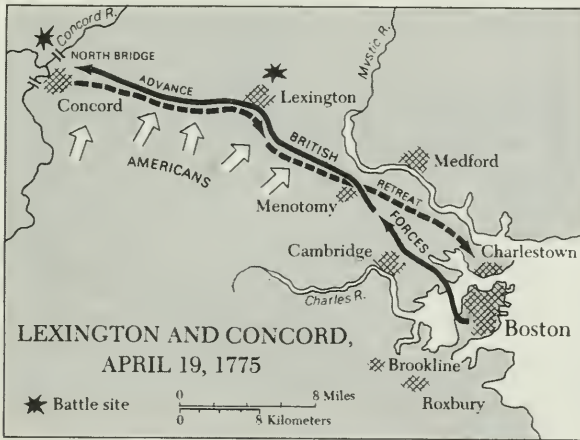 Concord R.
NORTH BRIDGE
Concord
ADVANCE
Lexington
Mystic R.
AMERICANS
BRITISH
Medford
Menotomy
RETREAT
FORCES
Charlestown
Cambridge
Charles R.
Boston
LEXINGTON AND CONCORD,
APRIL 19, 1775
Brookline
Roxbury
Battle site
0 8 Miles
0 8 Kilometers